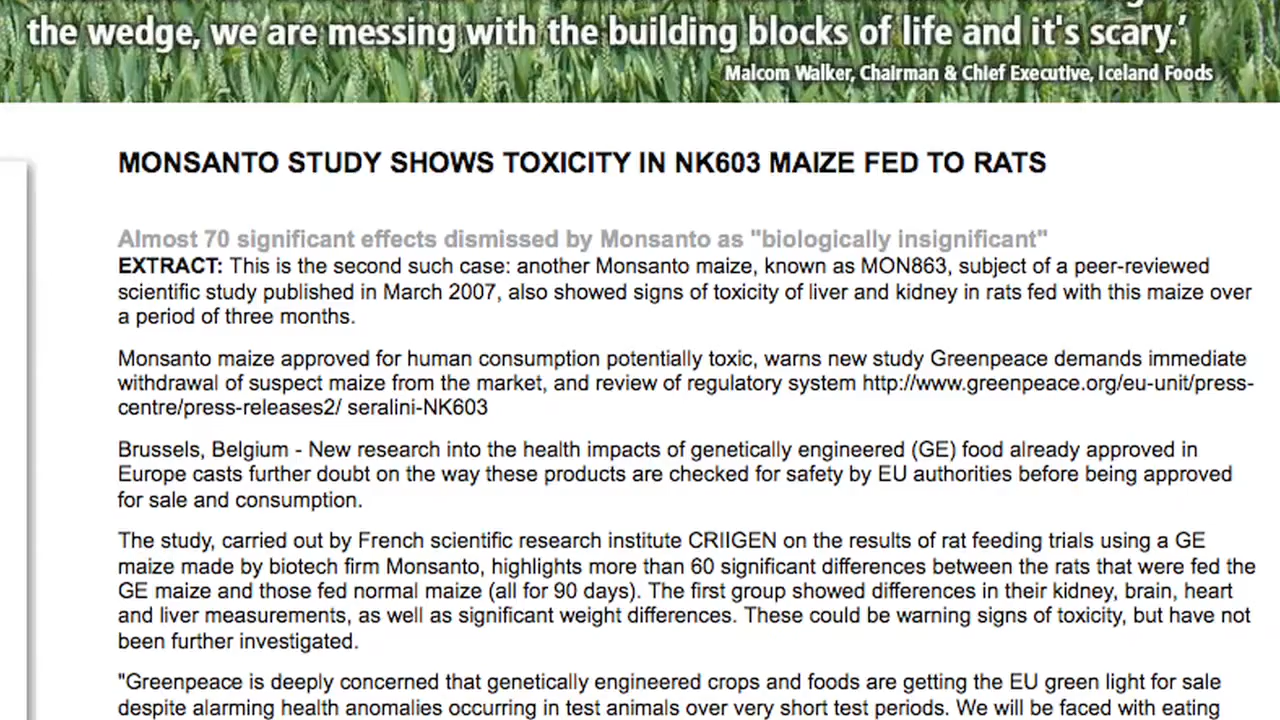 the wedge, we are messing with the building blocks of life and it's scary.'
Malcom Walker, Chairman & Chief Executive, Iceland Foods
MONSANTO STUDY SHOWS TOXICITY IN NK603 MAIZE FED TO RATS
Almost 70 significant effects dismissed by Monsanto as "biologically insignificant"
EXTRACT: This is the second such case: another Monsanto maize, known as MON863, subject of a peer-reviewed
scientific study published in March 2007, also showed signs of toxicity of liver and kidney in rats fed with this maize over
a period of three months.
Monsanto maize approved for human consumption potentially toxic, warns new study Greenpeace demands immediate
withdrawal of suspect maize from the market, and review of regulatory system http://www.greenpeace.org/eu-unit/press-
centre/press-releases2/ seralini-NK603
Brussels, Belgium - New research into the health impacts of genetically engineered (GE) food already approved in
Europe casts further doubt on the way these products are checked for safety by EU authorities before being approved
for sale and consumption.
The study, carried out by French scientific research institute CRIIGEN on the results of rat feeding trials using a GE
maize made by biotech firm Monsanto, highlights more than 60 significant differences between the rats that were fed the
GE maize and those fed normal maize (all for 90 days). The first group showed differences in their kidney, brain, heart
and liver measurements, as well as significant weight differences. These could be warning signs of toxicity, but have not
been further investigated.
"Greenpeace is deeply concerned that genetically engineered crops and foods are getting the EU green light for sale
despite alarming health anomalies occurring in test animals over very short test periods. We will be faced with eating